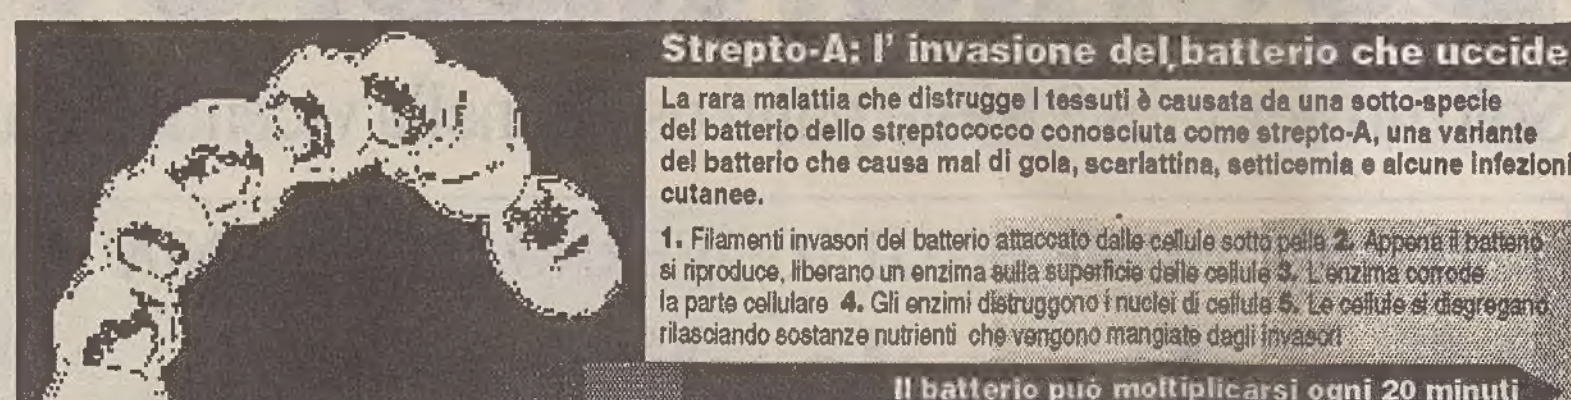 Strepto-A: l' invasione del batterio che uccide
La rara malattia che distrugge i tessuti è causata da una sotto-specie
del batterio dello streptococco conosciuta come strepto-A, una variante
del batterio che causa mal di gola, scarlattina, setticemia e alcune infezioni
cutanee.
1. Filamenti invasori del batterio attaccato dalle cellule sotto pelle 2. Appena il batterio
si riproduce, liberano un enzima sulla superficie delle cellule 3. L'enzima corrode
la parte cellulare 4. Gli enzimi distruggono i nuclei di cellule 5. Le cellule si disgregano,
rilasciando sostanze nutrienti che vengono mangiate dagli invasori
Il batterio può moltiplicarsi ogni 20 minuti